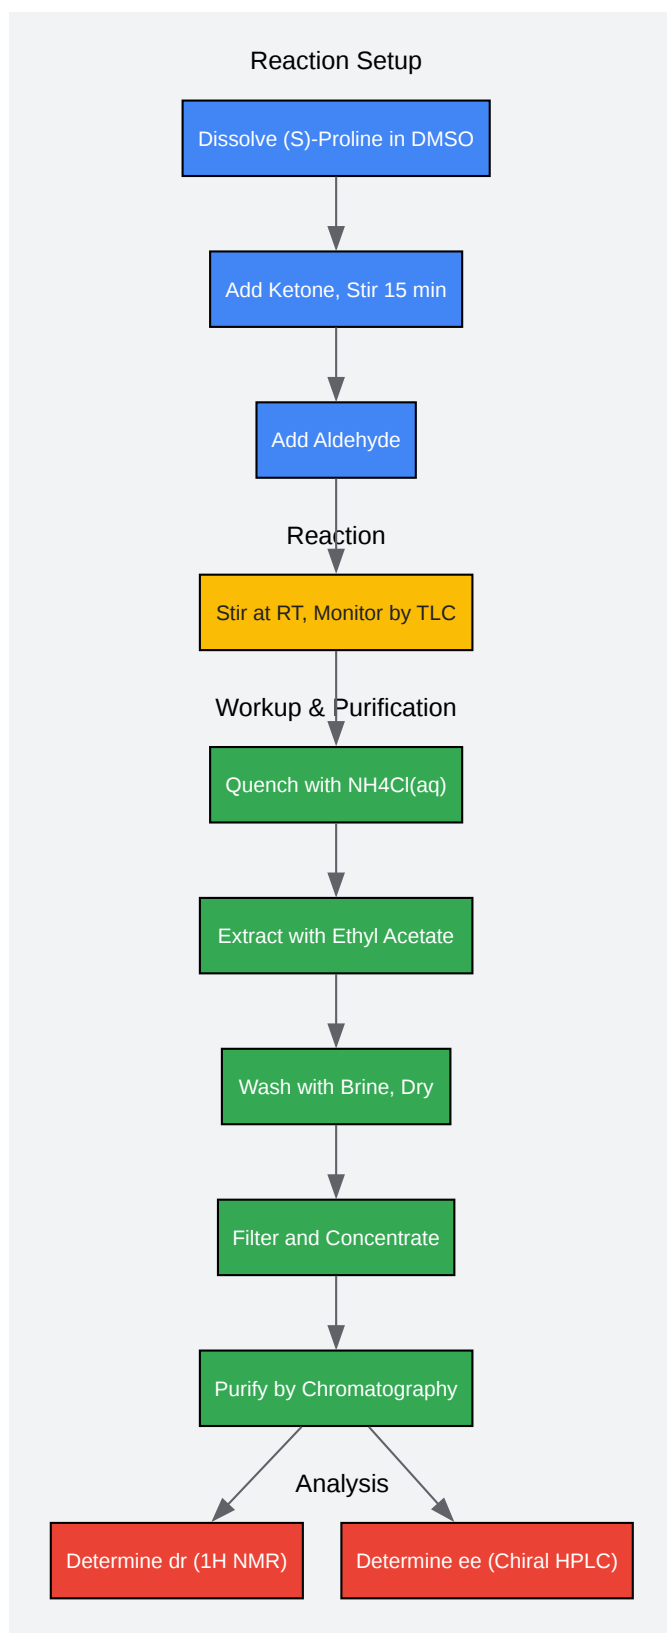 Reaction Setup
Dissolve (S)-Proline in DMSO
Add Ketone, Stir 15 min
Add Aldehyde
Reaction
Stir at RT, Monitor by TLC
Workup & Purification
Quench with NH4Cl(aq)
Extract with Ethyl Acetate
Wash with Brine, Dry
Filter and Concentrate
Purify by Chromatography
Analysis
Determine dr (1H NMR)
Determine ee (Chiral HPLC)